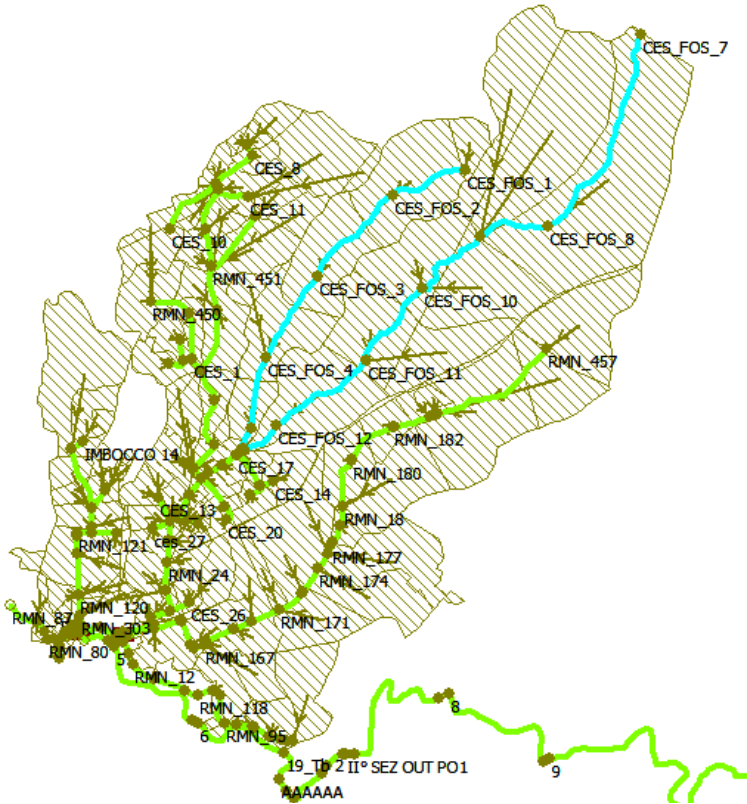 CES_FOS_7
CES_8
CES_FOS_1
CES_FOS_2
CES_11
CES_10
CES_FOS_8
RMN_451
CES_FOS_3
CES_FOS_10
RMN_450
RMN_457
CES_1
CES_FOS_4
CES_FOS_11
CES_FOS_12
RMN_182
IMBOCCO 14
CES_17
RMN_180
CES_14
CES_13
RMN_18
CES_20
ces_27
RMN_121
RMN_177
RMN_24
RMN_174
RMN_120
RMN_87
CES_26
RMN_171
RMN_303
RMN_80
5
RMN_167
RMN_12
RMN_118
8
6
RMN_95
19_Tb 2
II° SEZ OUT PO1
9
AAAAAA